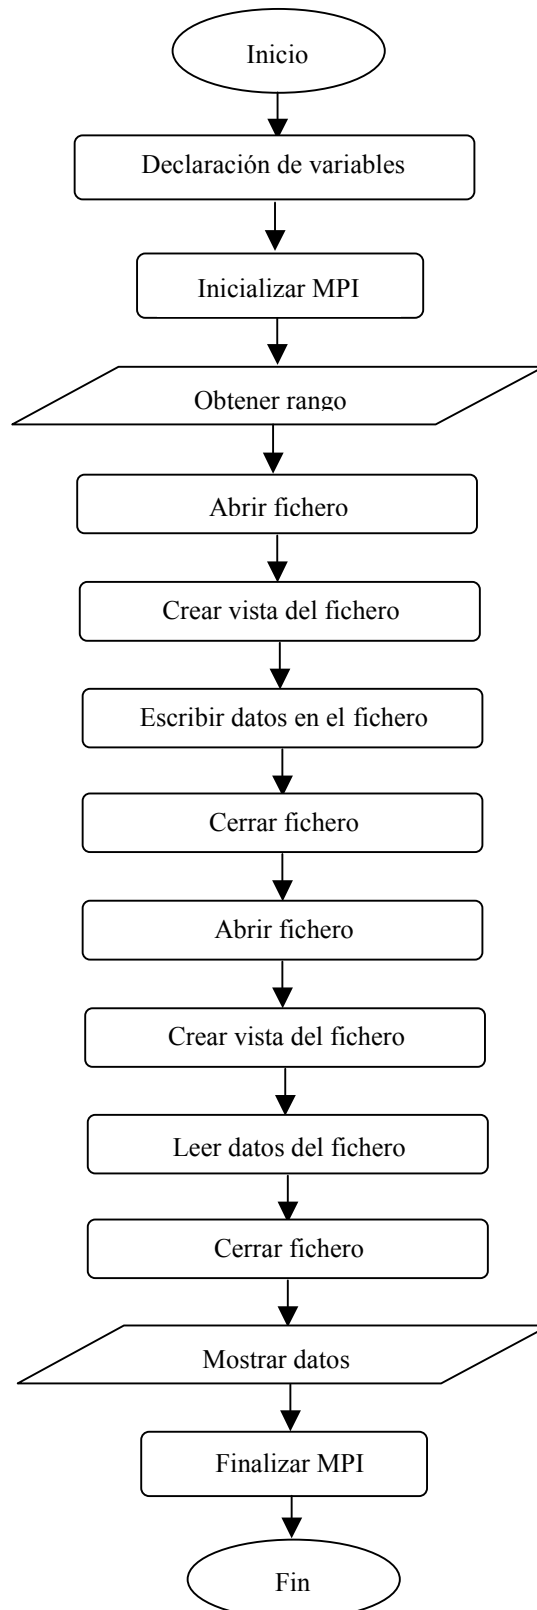 Inicio
Declaración de variables
Inicializar MPI
Obtener rango
Abrir fichero
Crear vista del fichero
Escribir datos en el fichero
Cerrar fichero
Abrir fichero
Crear vista del fichero
Leer datos del fichero
Cerrar fichero
Mostrar datos
Finalizar MPI
Fin